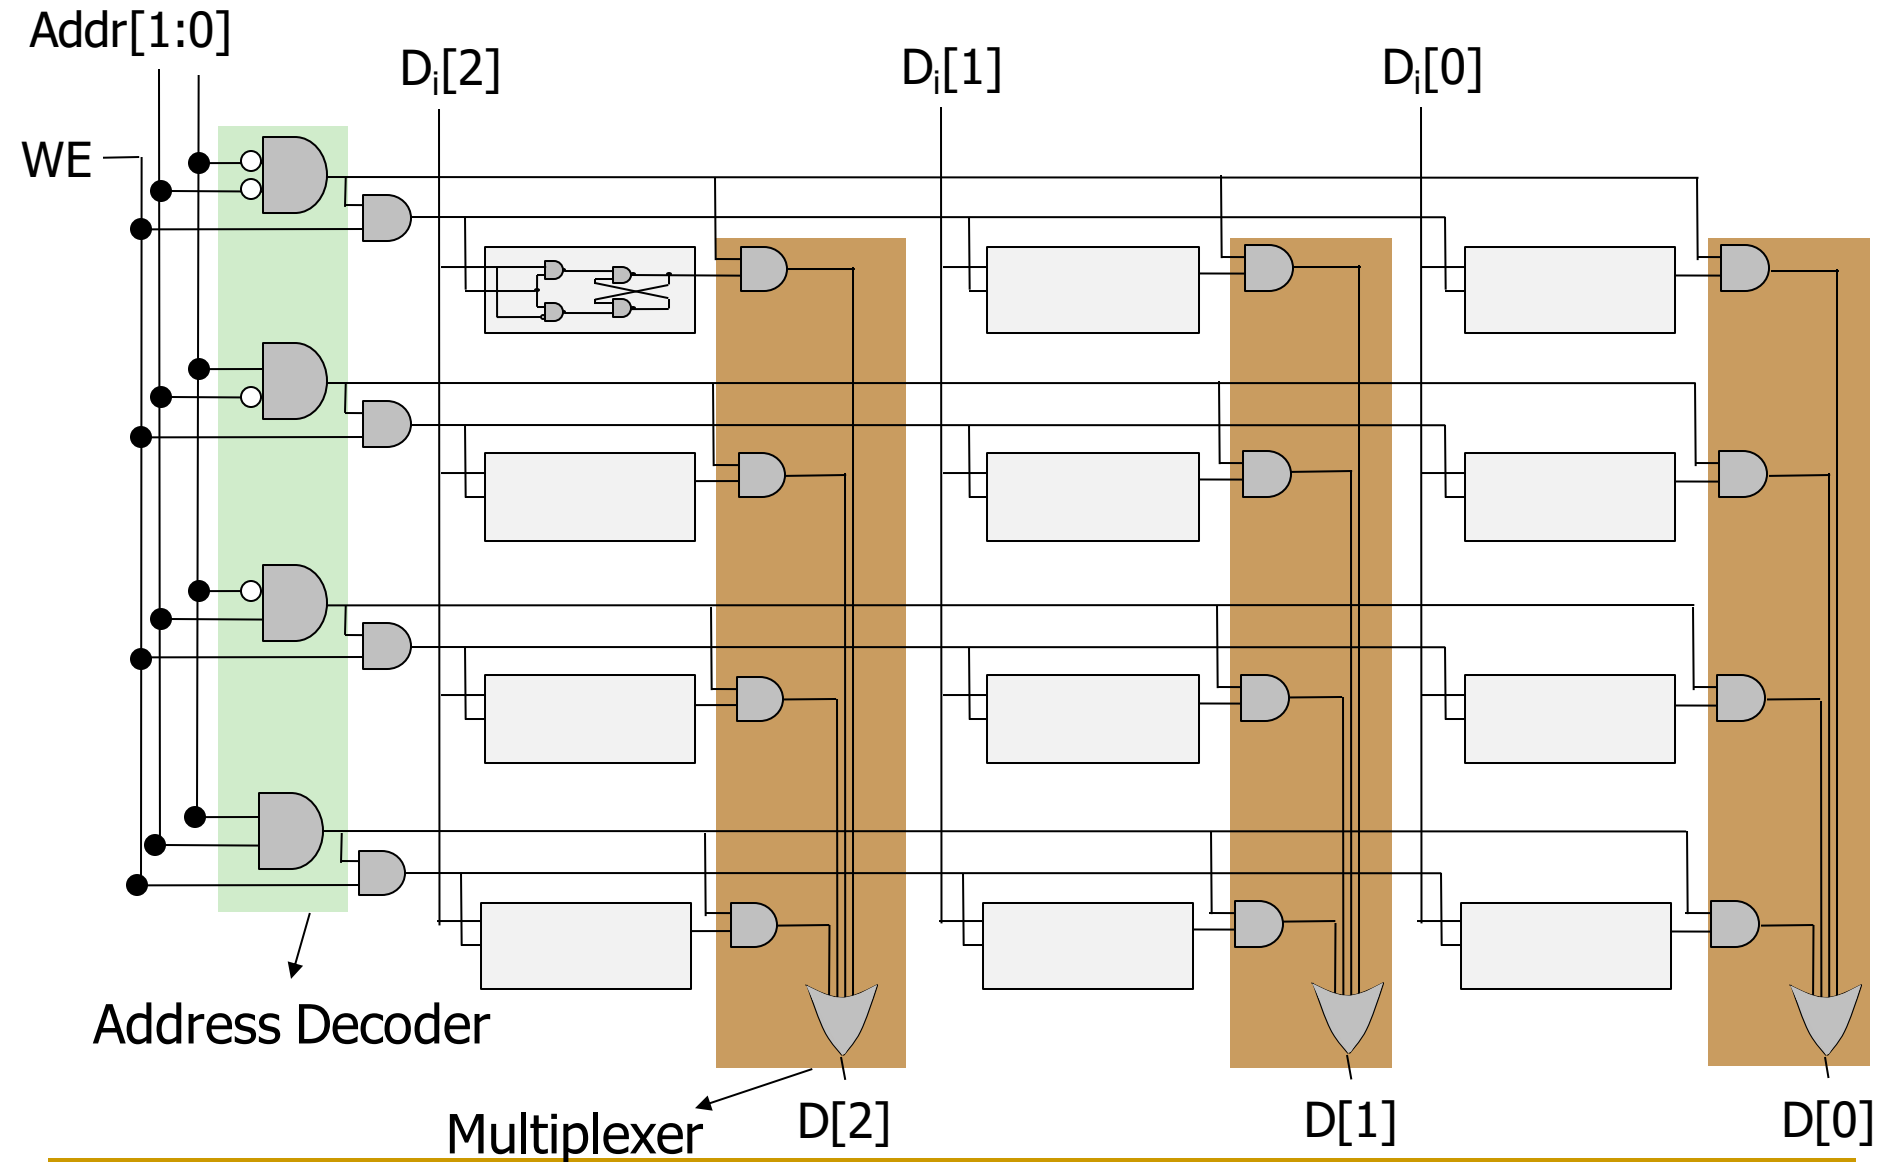 Addr[1:0]
Di[2]
Di[1]
Di[0]
WE
Address Decoder
Multiplexer
D[2]
D[1]
D[0]